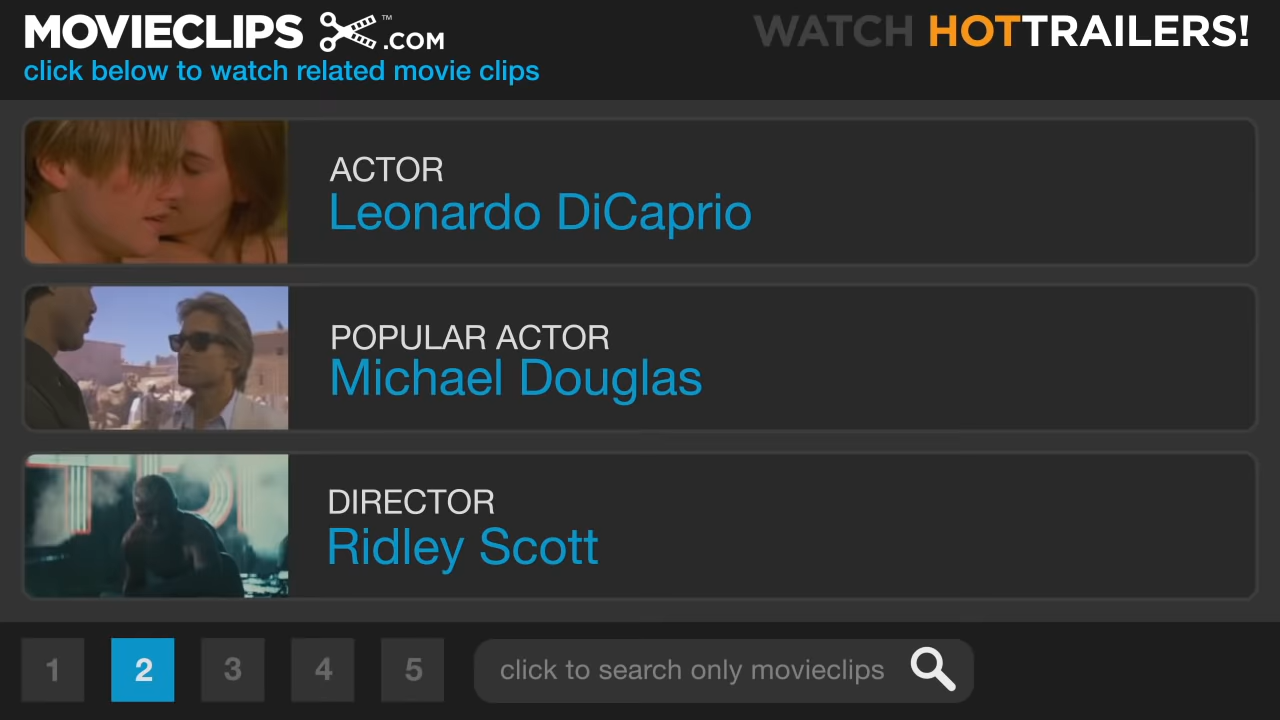 MOVIECLIPS ™ .COM
WATCH HOTTRAILERS!
click below to watch related movie clips
ACTOR
Leonardo DiCaprio
POPULAR ACTOR
Michael Douglas
DIRECTOR
Ridley Scott
1 2 3 4 5 click to search only movieclips